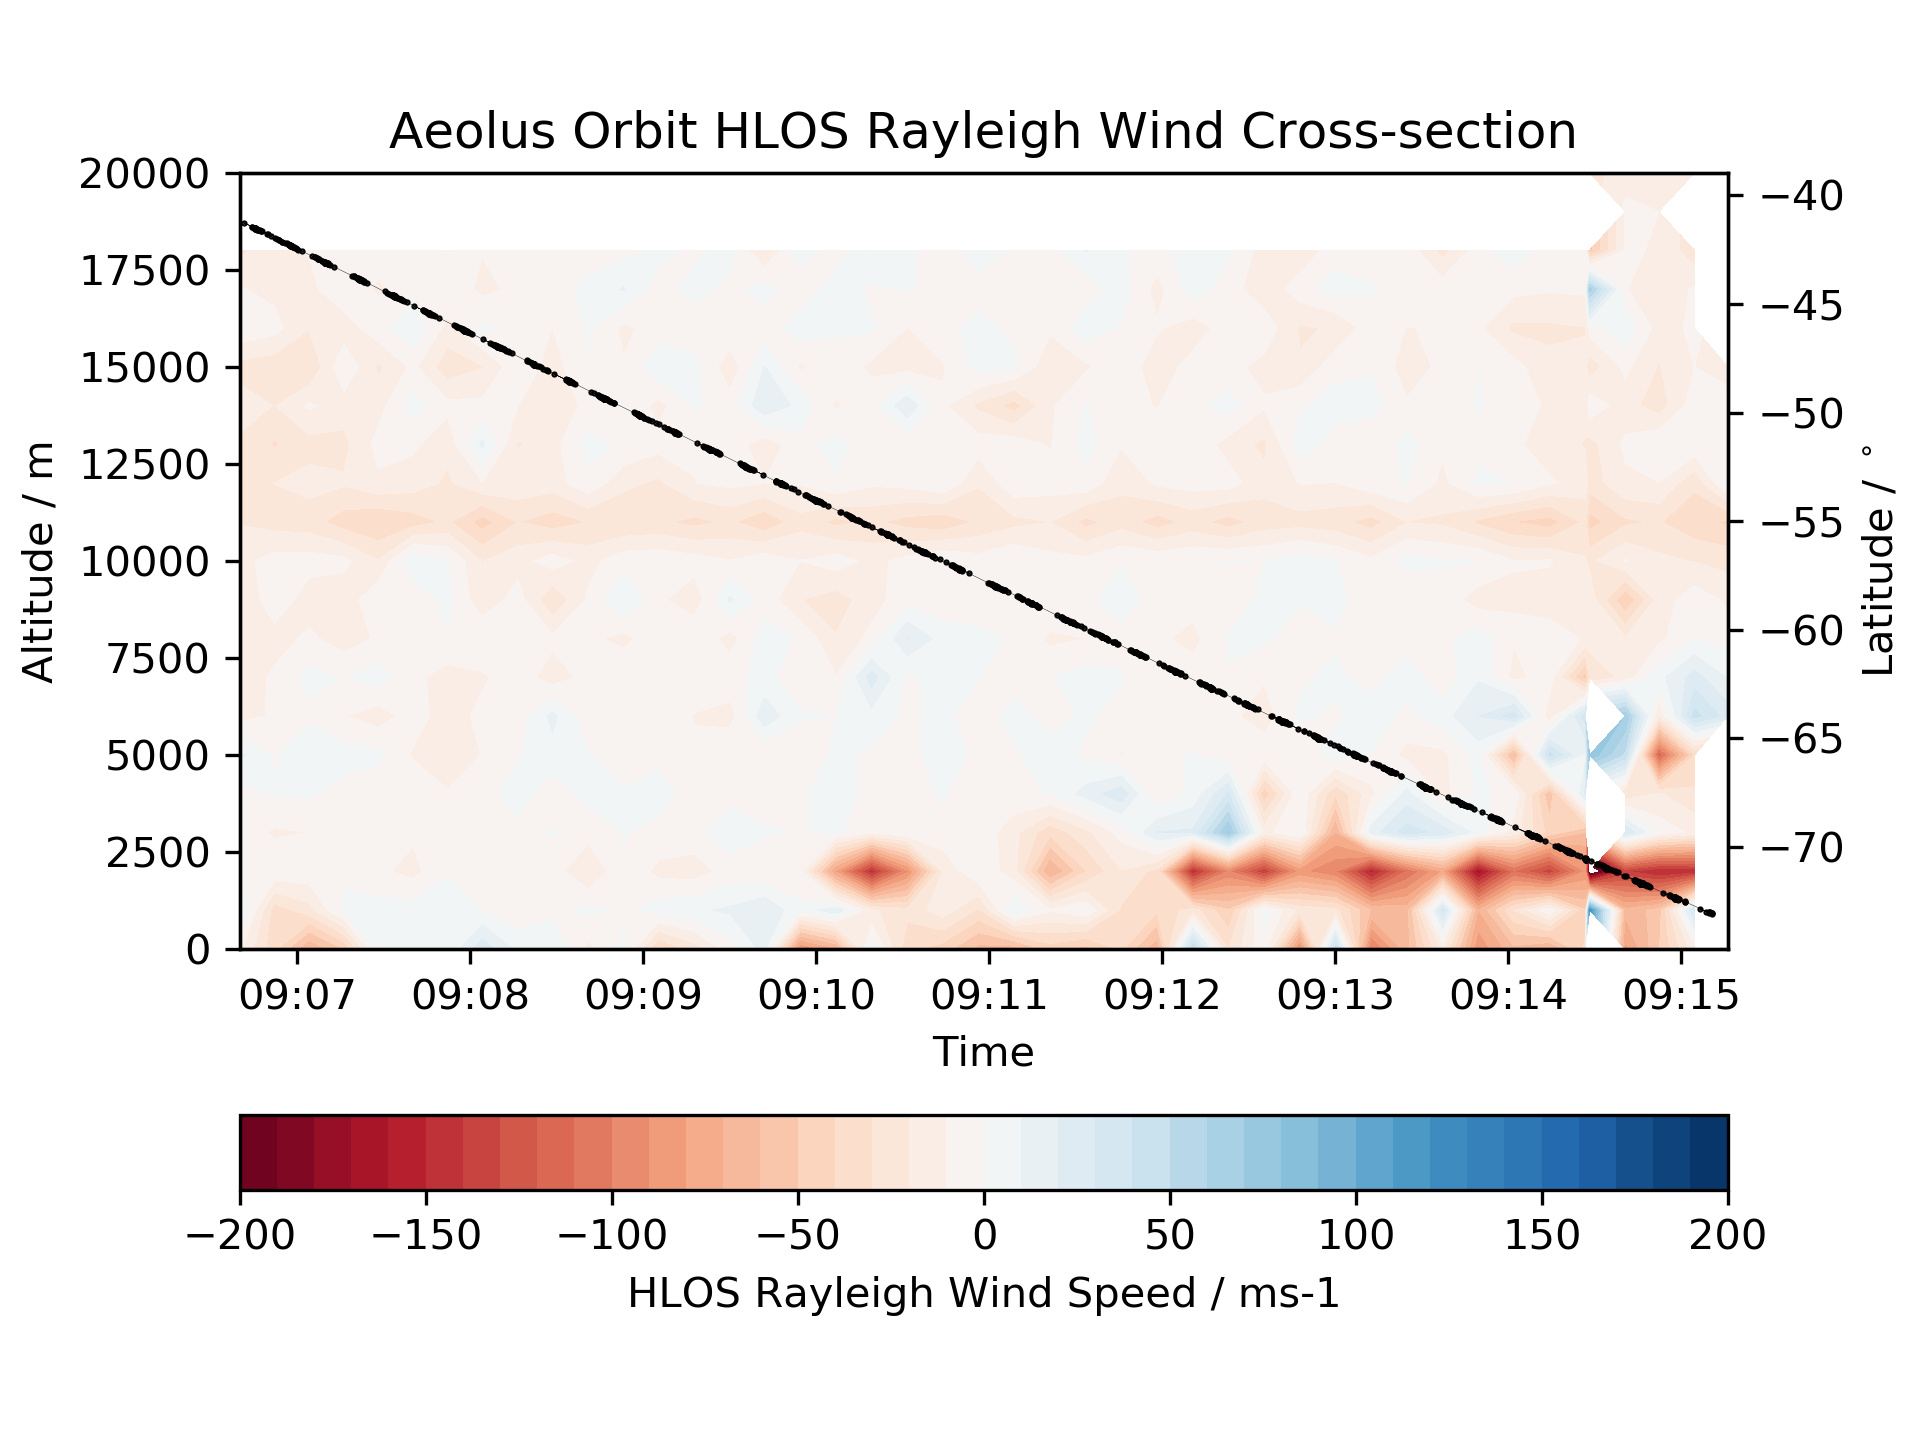 Aeolus Orbit HLOS Rayleigh Wind Cross-section
20000
17500
15000
12500
10000
7500
5000
2500
0
Altitude / m
−40
−45
−50
−55
−60
−65
−70
Latitude / °
09:07 09:08 09:09 09:10 09:11 09:12 09:13 09:14 09:15
Time
−200 −150 −100 −50 0 50 100 150 200
HLOS Rayleigh Wind Speed / ms-1